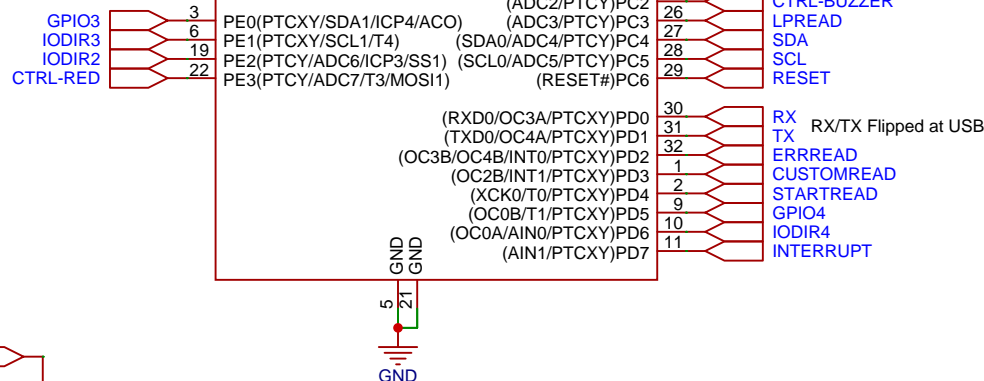 (ADC2/PTCY)PC2 CTRL-BUZZER
GPIO3 3 PE0(PTCXY/SDA1/ICP4/ACO) (ADC3/PTCY)PC3 26 LPREAD
IODIR3 6 PE1(PTCXY/SCL1/T4) (SDA0/ADC4/PTCY)PC4 27 SDA
IODIR2 19 PE2(PTCY/ADC6/ICP3/SS1) (SCL0/ADC5/PTCY)PC5 28 SCL
CTRL-RED 22 PE3(PTCY/ADC7/T3/MOSI1) (RESET#)PC6 29 RESET
(RXD0/OC3A/PTCXY)PD0 30 RX
RX/TX Flipped at USB
(TXD0/OC4A/PTCXY)PD1 31 TX
(OC3B/OC4B/INT0/PTCXY)PD2 32 ERRREAD
(OC2B/INT1/PTCXY)PD3 1 CUSTOMREAD
(XCK0/T0/PTCXY)PD4 2 STARTREAD
(OC0B/T1/PTCXY)PD5 9 GPIO4
(OC0A/AIN0/PTCXY)PD6 10 IODIR4
(AIN1/PTCXY)PD7 11 INTERRUPT
GND GND
5 21
GND